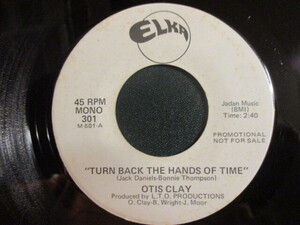 ELKA
45 RPM
MONO
301
M-881-A
Jadan Music
(BMI)
Time: 2:40
PROMOTIONAL
NOT FOR SALE
"TURN BACK THE HANDS OF TIME"
(Jack Daniels-Bonnie Thompson)
OTIS CLAY
Produced by L.T.O. PRODUCTIONS
O. Clay-B. Wright-J. Moor